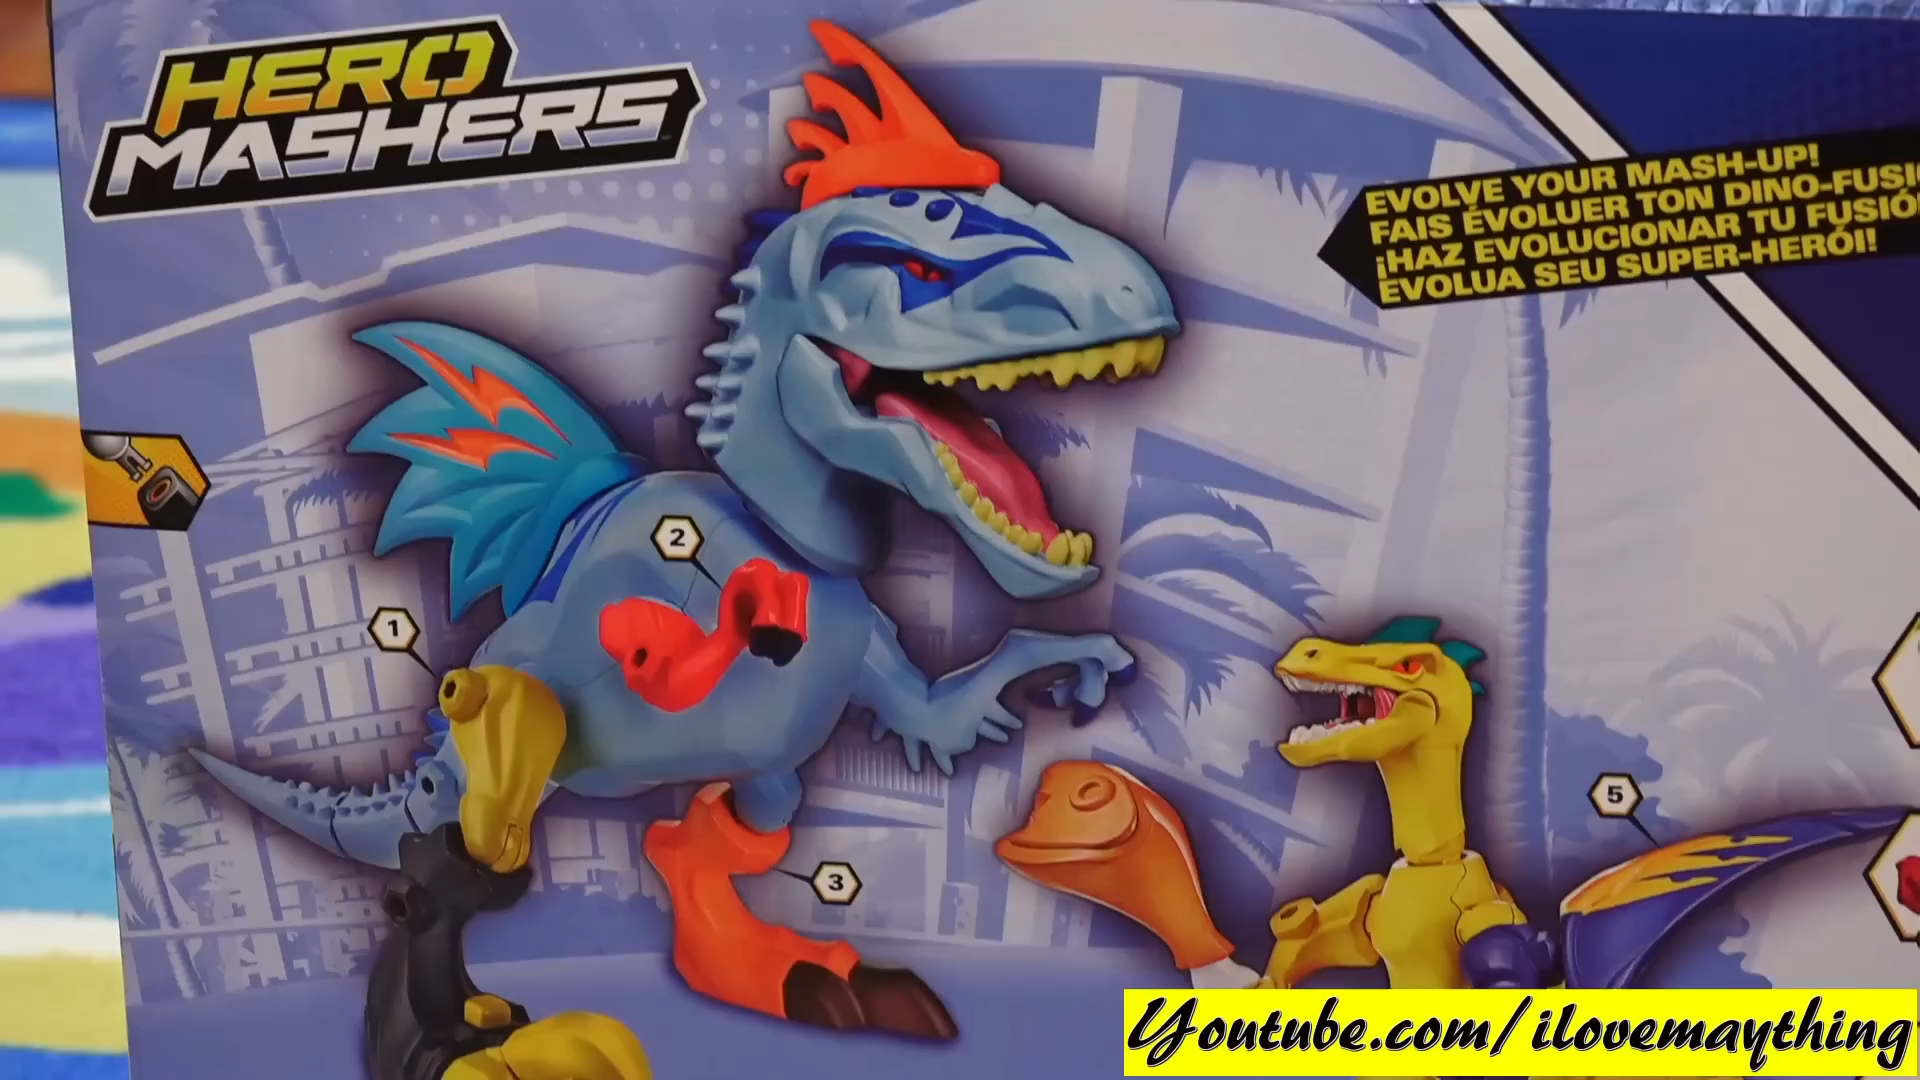 HERO
MASHERS
EVOLVE YOUR MASH-UP!
FAIS ÉVOLUER TON DINO-FUSIO
¡HAZ EVOLUCIONAR TU FUSIÓ
EVOLUA SEU SUPER-HERÓI!
2
1
5
3
Youtube.com/ilovemaything